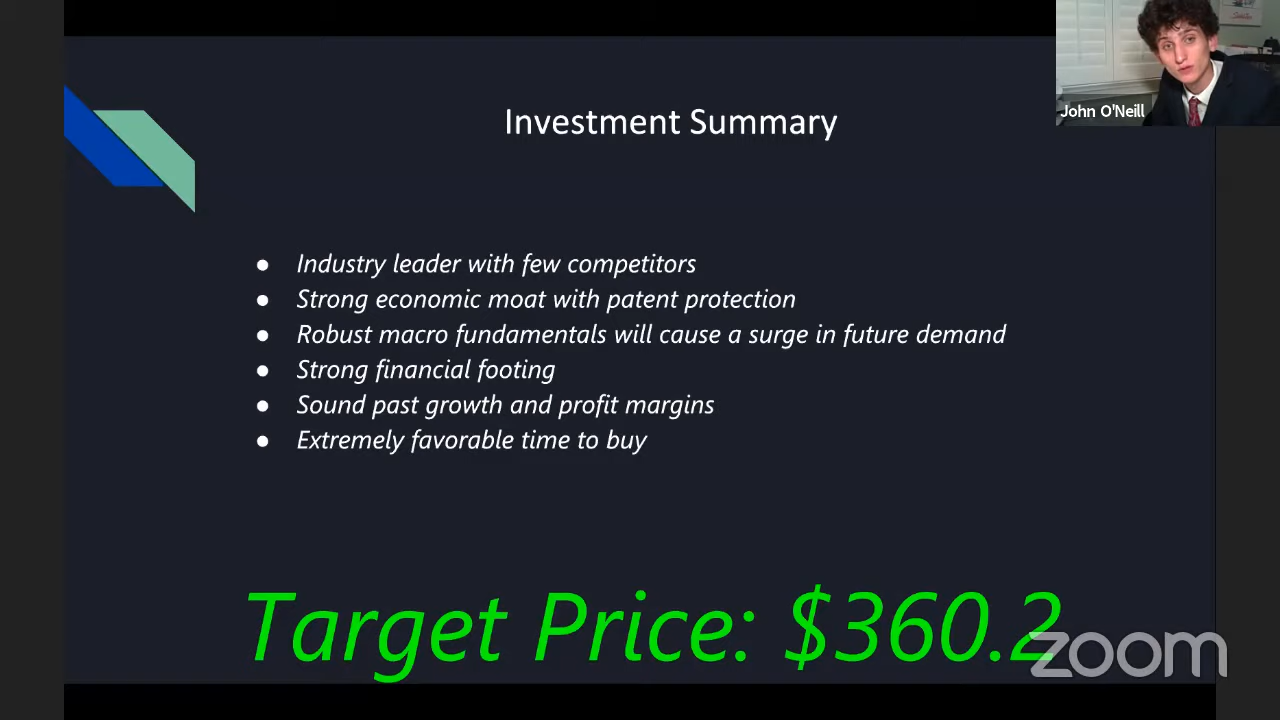 John O'Neill
Investment Summary
● Industry leader with few competitors
● Strong economic moat with patent protection
● Robust macro fundamentals will cause a surge in future demand
● Strong financial footing
● Sound past growth and profit margins
● Extremely favorable time to buy
Target Price: $360.2
zoom